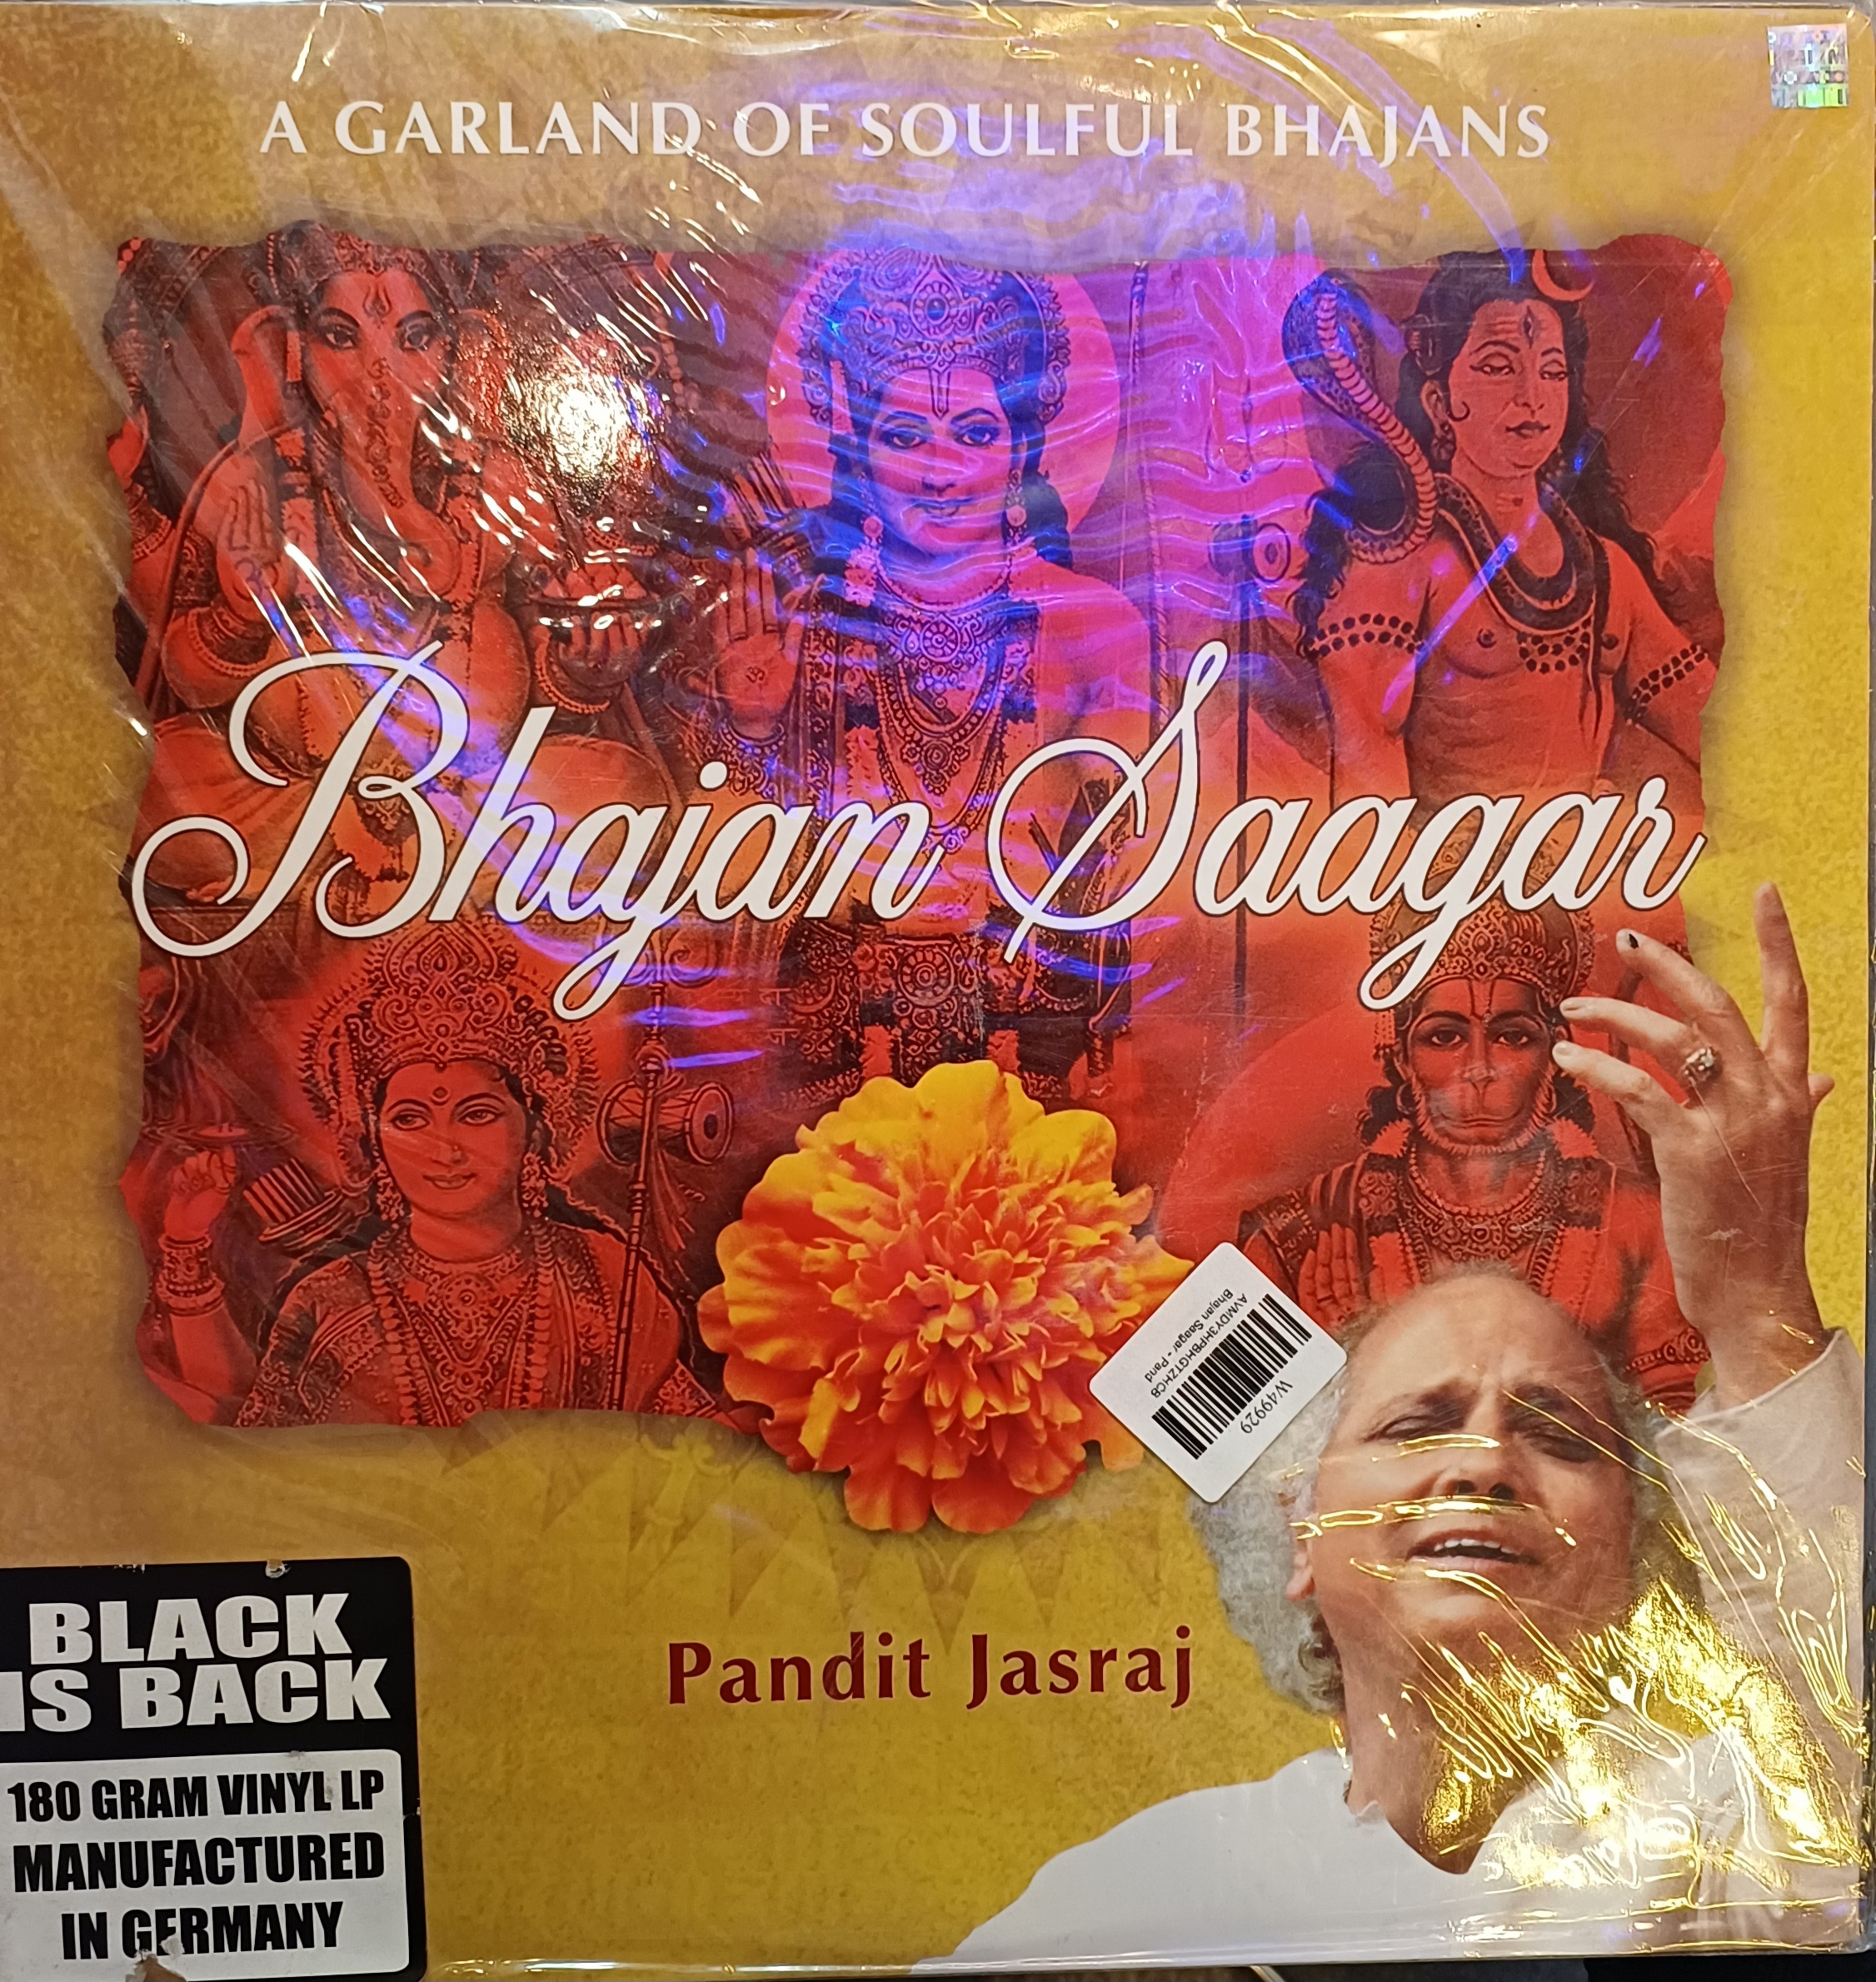 A GARLAND OF SOULFUL BHAJANS
Bhajan Saagar
W49929
AVMDY3HPBHGTZHC8
Bhajan Saagar - Pand
Pandit Jasraj
BLACK
IS BACK
180 GRAM VINYL LP
MANUFACTURED
IN GERMANY